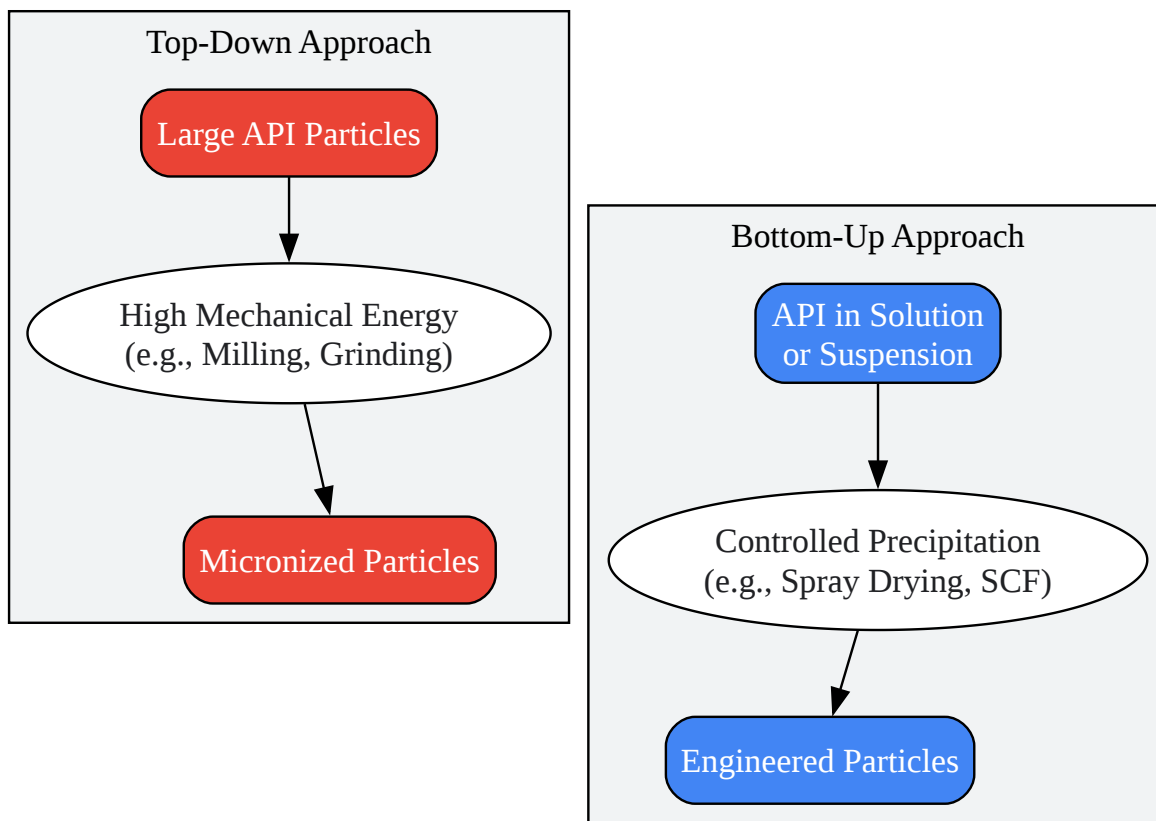 Top-Down Approach
Large API Particles
High Mechanical Energy
(e.g., Milling, Grinding)
Micronized Particles
Bottom-Up Approach
API in Solution
or Suspension
Controlled Precipitation
(e.g., Spray Drying, SCF)
Engineered Particles